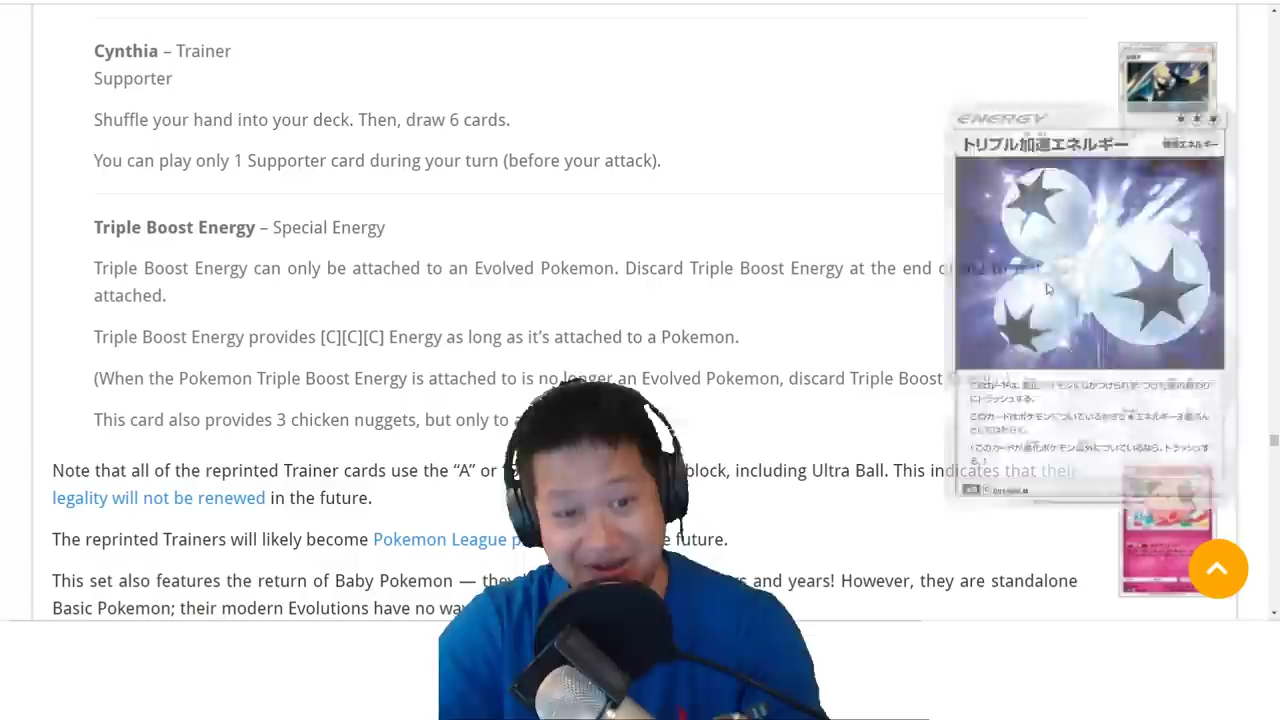 Cynthia – Trainer
Supporter
Shuffle your hand into your deck. Then, draw 6 cards.
You can play only 1 Supporter card during your turn (before your attack).
ENERGY
トリプル加速エネルギー
特殊エネルギー
Triple Boost Energy – Special Energy
Triple Boost Energy can only be attached to an Evolved Pokemon. Discard Triple Boost Energy at the end
attached.
Triple Boost Energy provides [C][C][C] Energy as long as it's attached to a Pokemon.
(When the Pokemon Triple Boost Energy is attached to is no longer an Evolved Pokemon, discard Triple Boost
This card also provides 3 chicken nuggets, but only to
Note that all of the reprinted Trainer cards use the “A” or block, including Ultra Ball. This indicates that their
legality will not be renewed in the future.
The reprinted Trainers will likely become Pokemon League future.
This set also features the return of Baby Pokemon — and years! However, they are standalone
Basic Pokemon; their modern Evolutions have no